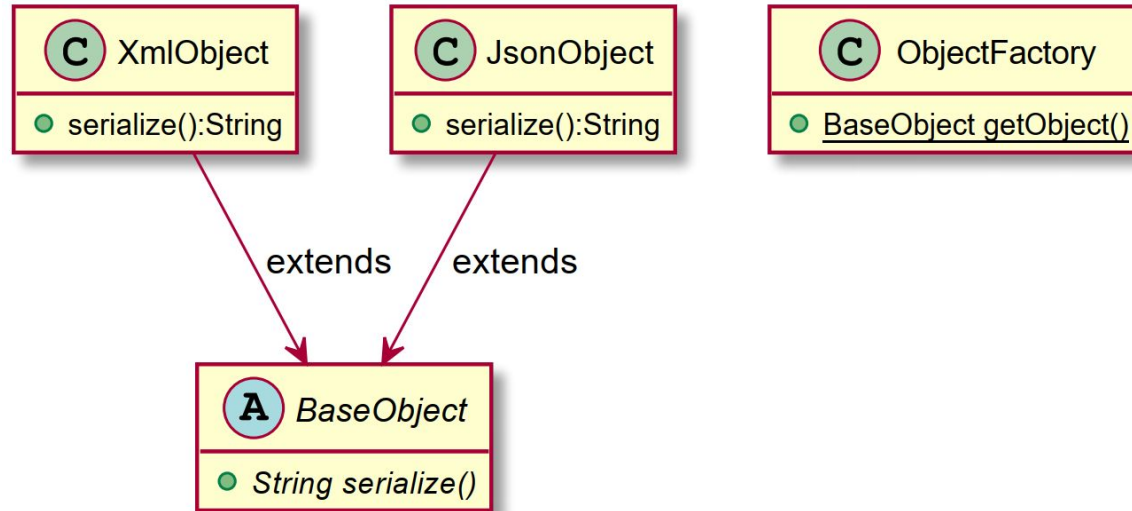 C XmlObject
serialize():String
C JsonObject
serialize():String
C ObjectFactory
BaseObject getObject()
extends
extends
A BaseObject
String serialize()